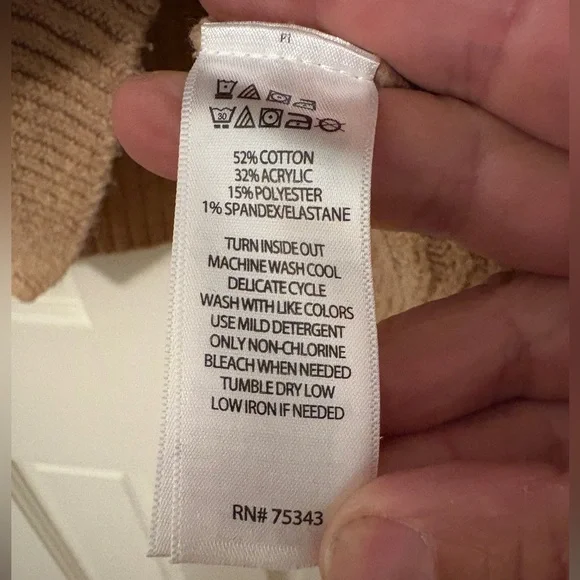 30
52% COTTON
32% ACRYLIC
15% POLYESTER
1% SPANDEX/ELASTANE
TURN INSIDE OUT
MACHINE WASH COOL
DELICATE CYCLE
WASH WITH LIKE COLORS
USE MILD DETERGENT
ONLY NON-CHLORINE
BLEACH WHEN NEEDED
TUMBLE DRY LOW
LOW IRON IF NEEDED
RN# 75343